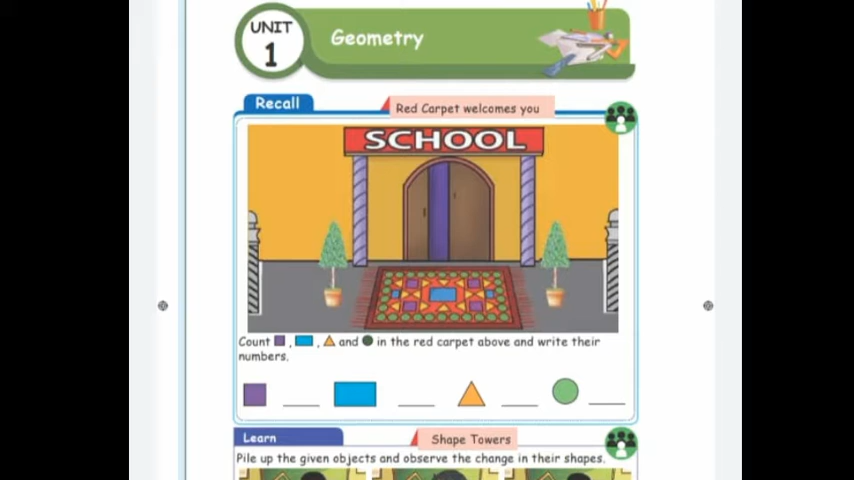 UNIT
1
Geometry
Recall
Red Carpet welcomes you
SCHOOL
Count , , and in the red carpet above and write their
numbers.
Learn
Shape Towers
Pile up the given objects and observe the change in their shapes.